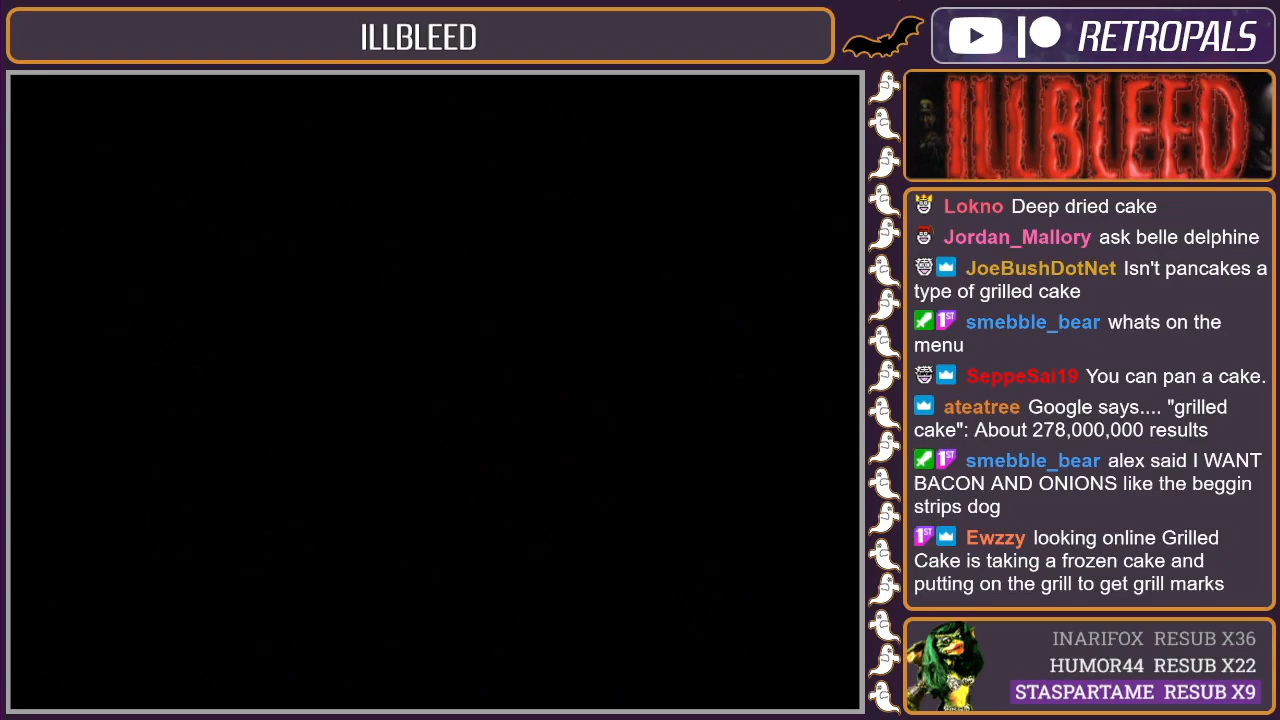 ILLBLEED
RETROPALS
ILLBLEED
Lokno Deep dried cake
Jordan_Mallory ask belle delphine
JoeBushDotNet Isn't pancakes a
type of grilled cake
1ST smebble_bear whats on the
menu
SeppeSai19 You can pan a cake.
ateatree Google says.... "grilled
cake": About 278,000,000 results
1ST smebble_bear alex said I WANT
BACON AND ONIONS like the beggin
strips dog
1ST Ewzzy looking online Grilled
Cake is taking a frozen cake and
putting on the grill to get grill marks
INARIFOX RESUB X36
HUMOR44 RESUB X22
STASPARTAME RESUB X9